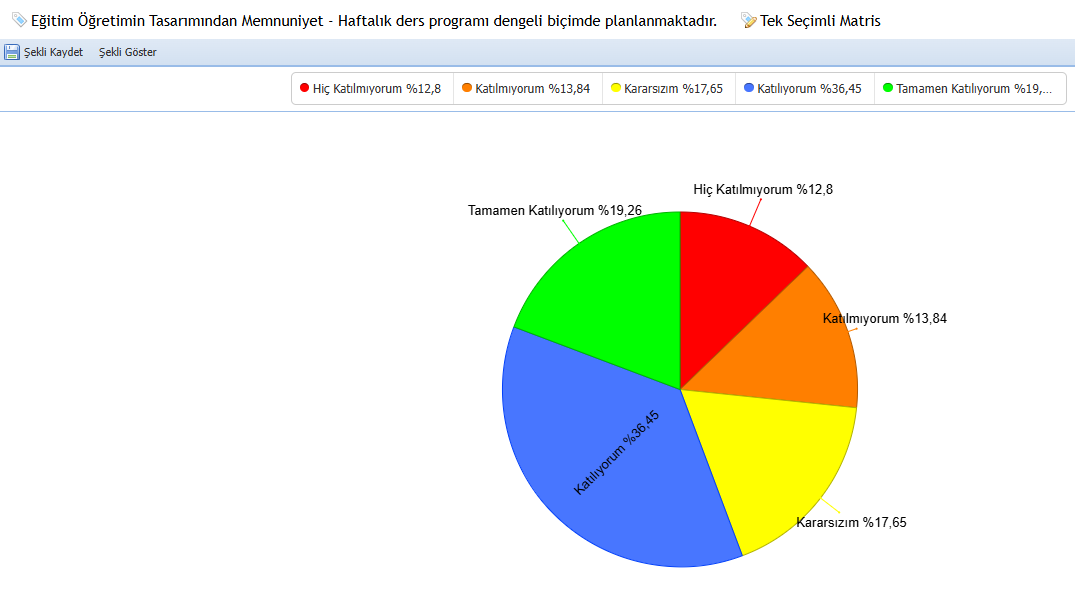 Eğitim Öğretimin Tasarımından Memnuniyet - Haftalık ders programı dengeli biçimde planlanmaktadır. Tek Seçimli Matris
Şekli Kaydet Şekli Göster
Hiç Katılmıyorum %12,8 Katılmıyorum %13,84 Kararsızım %17,65 Katılıyorum %36,45 Tamamen Katılıyorum %19,...
Hiç Katılmıyorum %12,8
Tamamen Katılıyorum %19,26
Katılmıyorum %13,84
Katılıyorum %36,45
Kararsızım %17,65